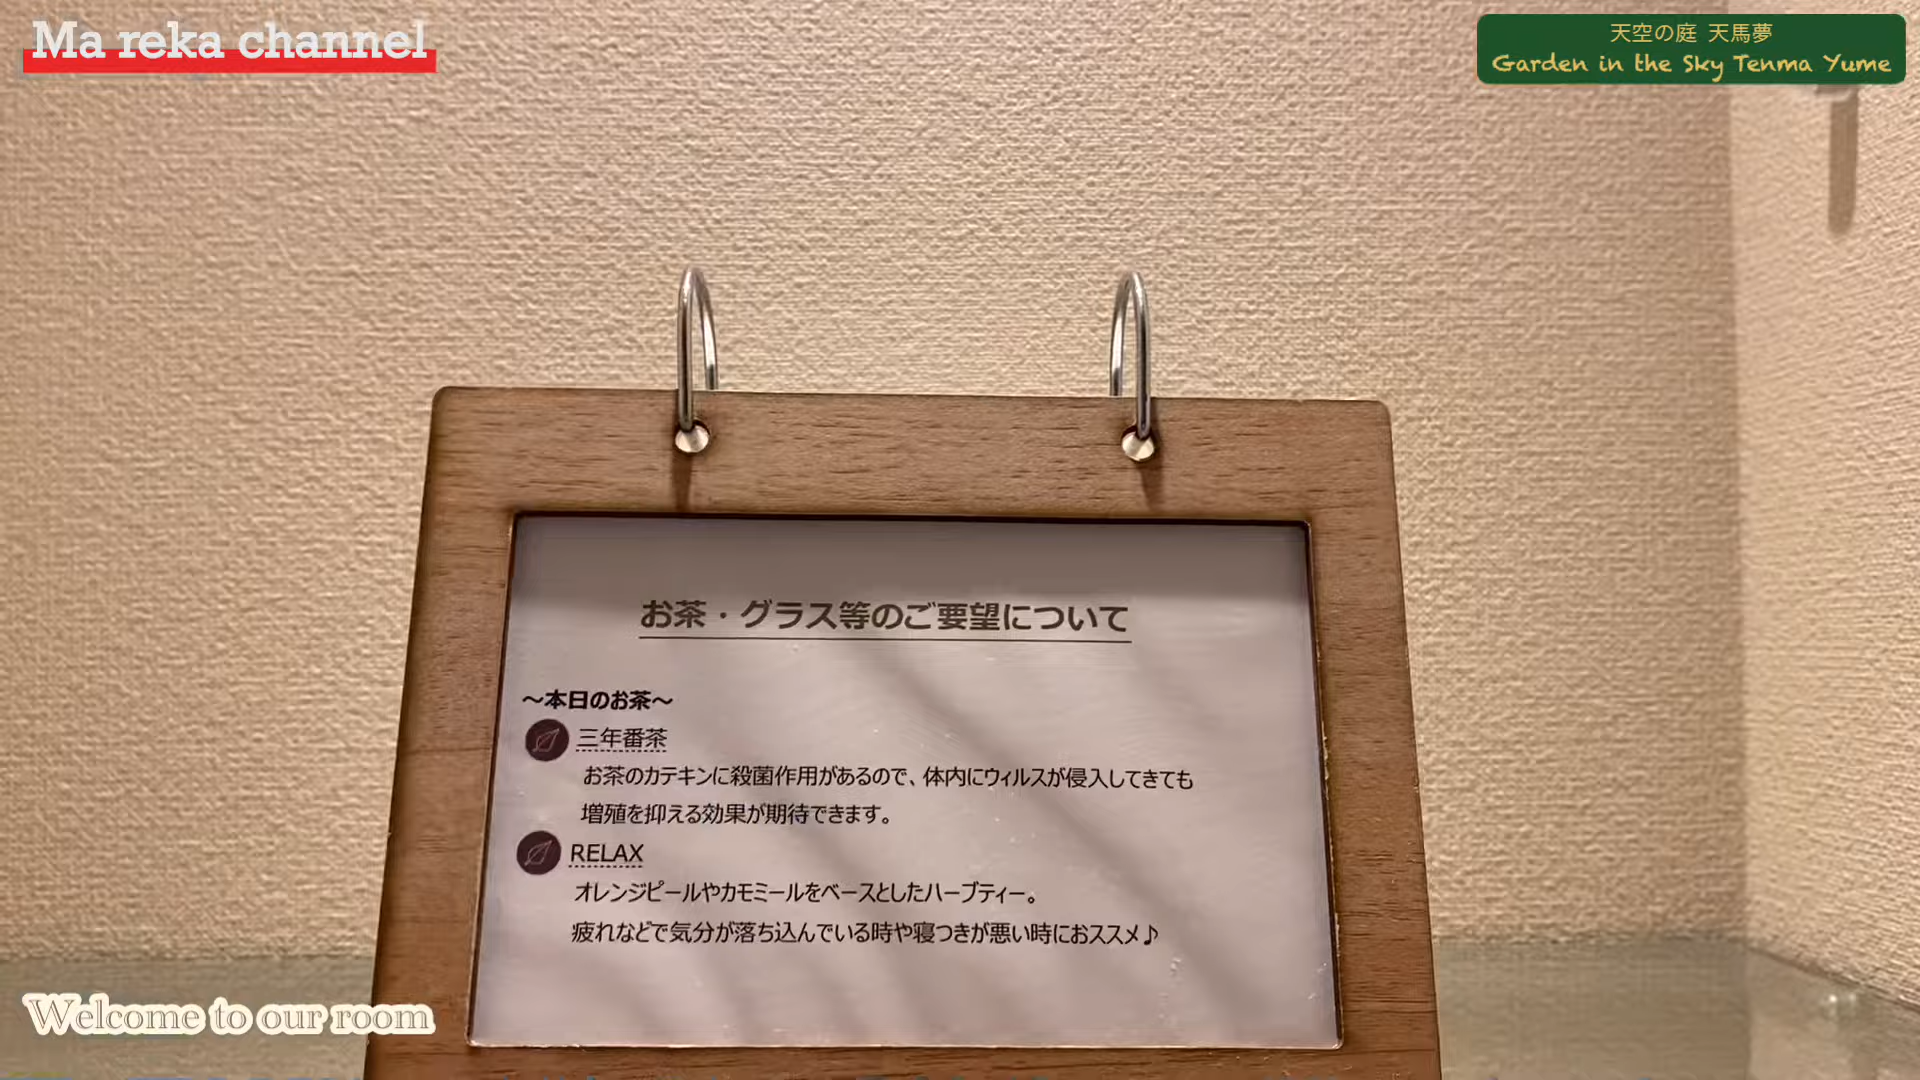 Ma reka channel
天空の庭 天馬夢
Garden in the Sky Tenma Yume
お茶・グラス等のご要望について
～本日のお茶～
三年番茶
お茶のカテキンに殺菌作用があるので、体内にウィルスが侵入してきても
増殖を抑える効果が期待できます。
RELAX
オレンジピールやカモミールをベースとしたハーブティー。
疲れなどで気分が落ち込んでいる時や寝つきが悪い時におススメ♪
Welcome to our room